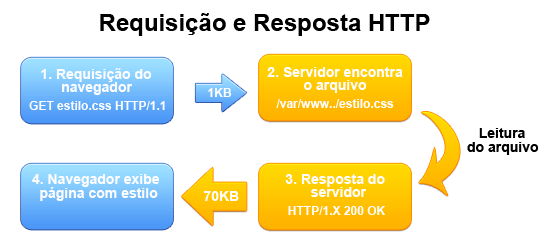 Requisição e Resposta HTTP
1. Requisição do
navegador
GET estilo.css HTTP/1.1
1KB
2. Servidor encontra
o arquivo
/var/www../estilo.css
Leitura
do arquivo
3. Resposta do
servidor
HTTP/1.X 200 OK
70KB
4. Navegador exibe
página com estilo